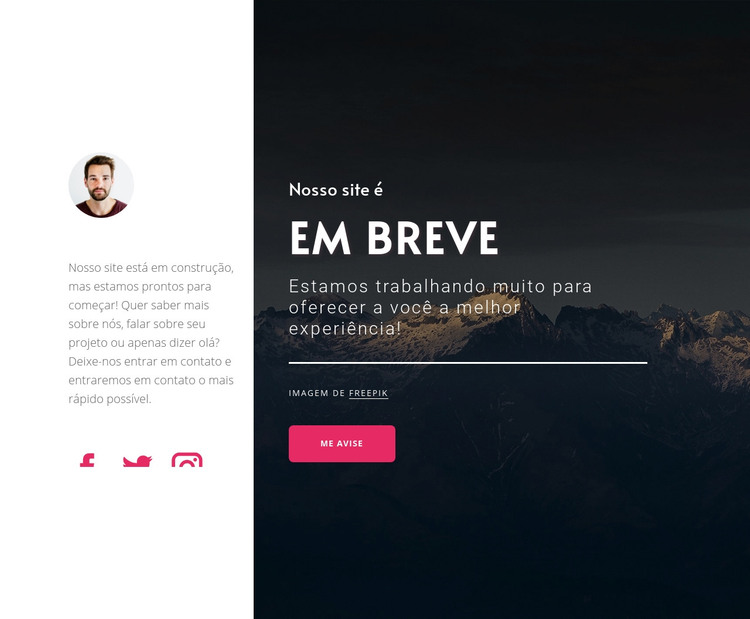 Nosso site está em construção,
mas estamos prontos para
começar! Quer saber mais
sobre nós, falar sobre seu
projeto ou apenas dizer olá?
Deixe-nos entrar em contato e
entraremos em contato o mais
rápido possível.
Nosso site é
EM BREVE
Estamos trabalhando muito para
oferecer a você a melhor
experiência!
IMAGEM DE FREEPIK
ME AVISE